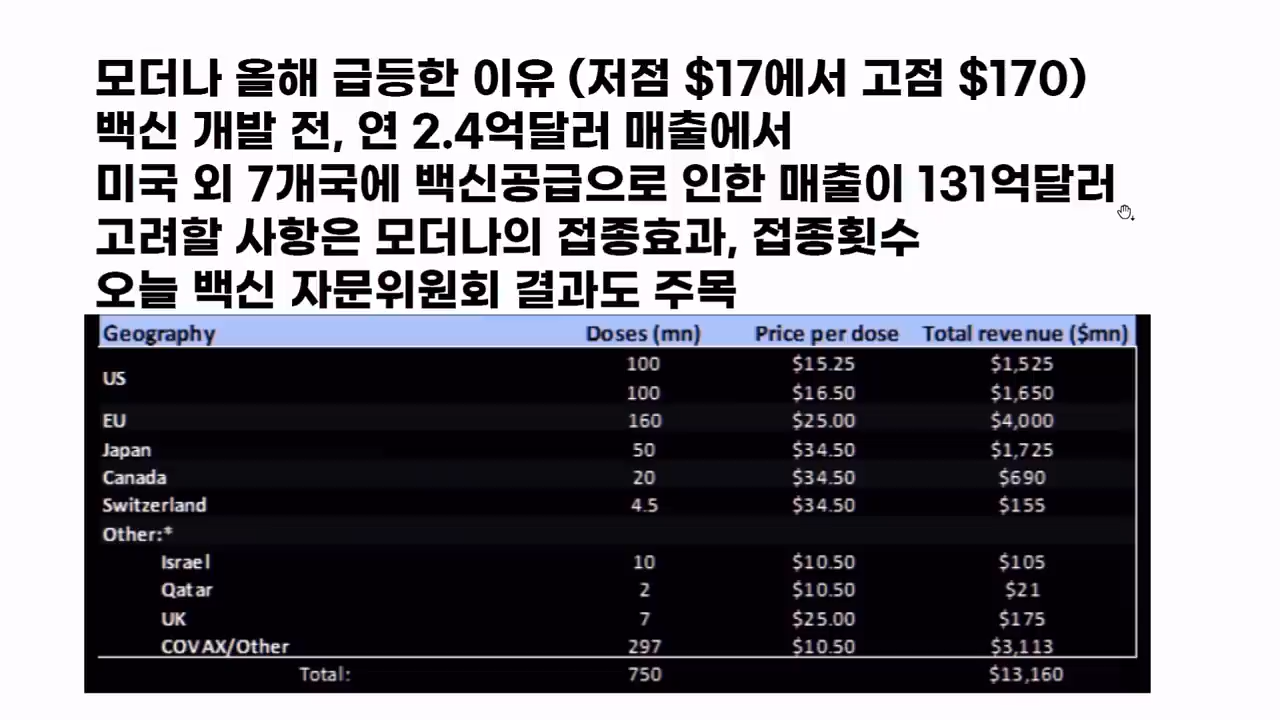 모더나 올해 급등한 이유 (저점 $17에서 고점 $170)
백신 개발 전, 연 2.4억달러 매출에서
미국 외 7개국에 백신공급으로 인한 매출이 131억달러
고려할 사항은 모더나의 접종효과, 접종횟수
오늘 백신 자문위원회 결과도 주목
Geography Doses (mn) Price per dose Total revenue ($mn)
US 100 $15.25 $1,525
100 $16.50 $1,650
EU 160 $25.00 $4,000
Japan 50 $34.50 $1,725
Canada 20 $34.50 $690
Switzerland 4.5 $34.50 $155
Other:*
Israel 10 $10.50 $105
Qatar 2 $10.50 $21
UK 7 $25.00 $175
COVAX/Other 297 $10.50 $3,113
Total: 750 $13,160